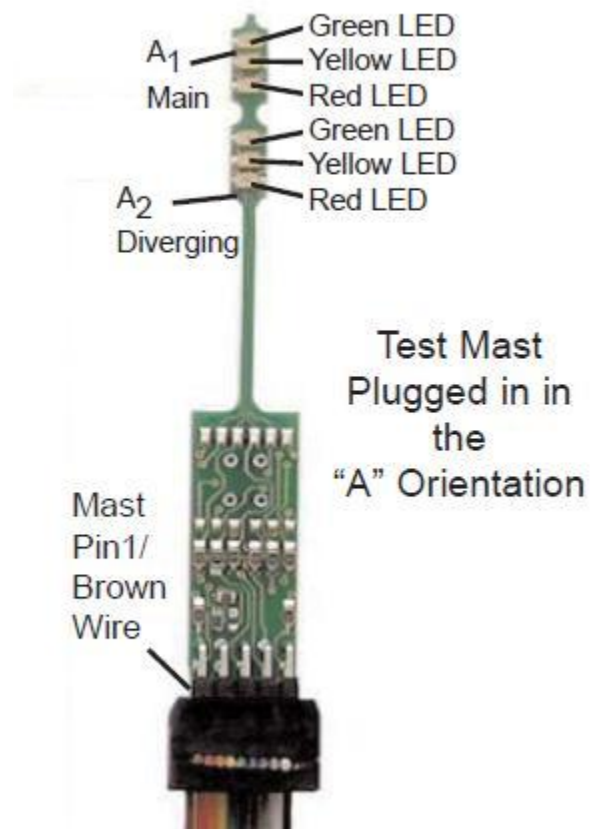 Green LED
A1
Yellow LED
Main
Red LED
Green LED
Yellow LED
A2
Red LED
Diverging
Test Mast
Plugged in in
the
“A” Orientation
Mast
Pin1/
Brown
Wire